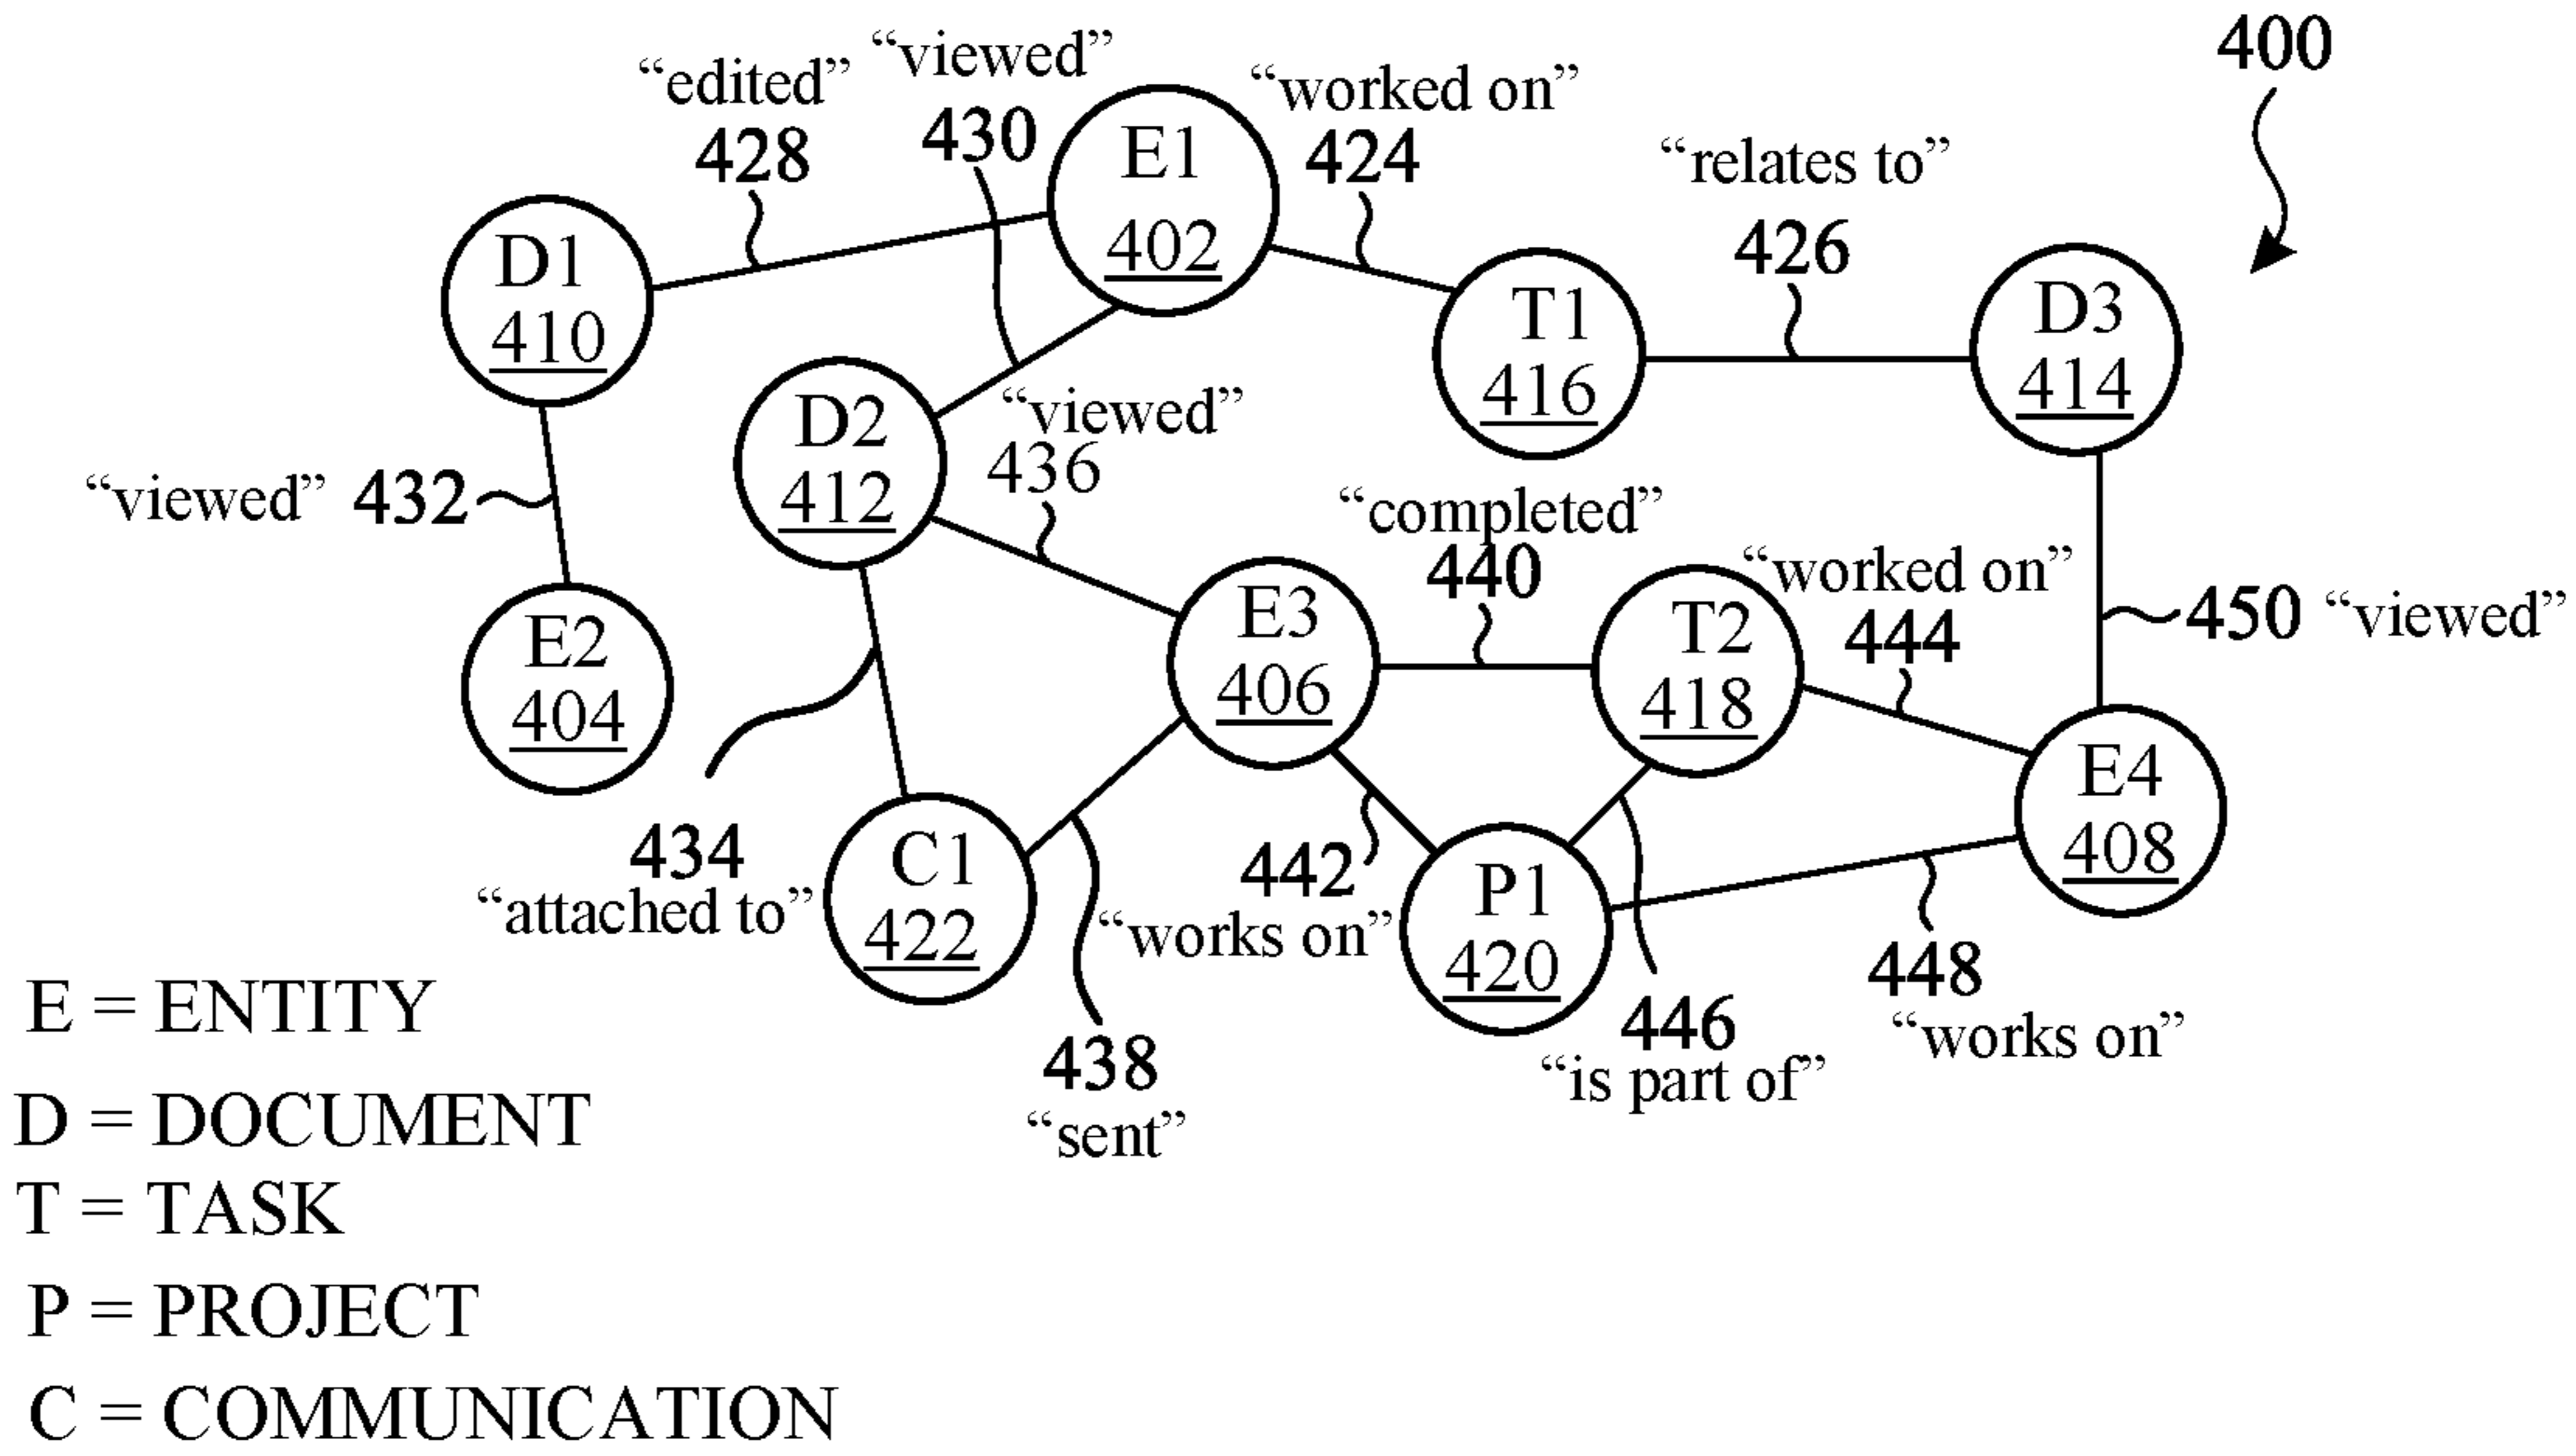 400
“edited”
428
“viewed”
430
“worked on”
424
“relates to”
426
E1
402
D1
410
T1
416
D3
414
D2
412
“viewed”
436
“viewed” 432
“completed”
440
“worked on”
444
450 “viewed”
E2
404
E3
406
T2
418
E4
408
434
“attached to”
C1
422
442
“works on”
P1
420
448
“works on”
446
“is part of”
438
“sent”
E = ENTITY
D = DOCUMENT
T = TASK
P = PROJECT
C = COMMUNICATION